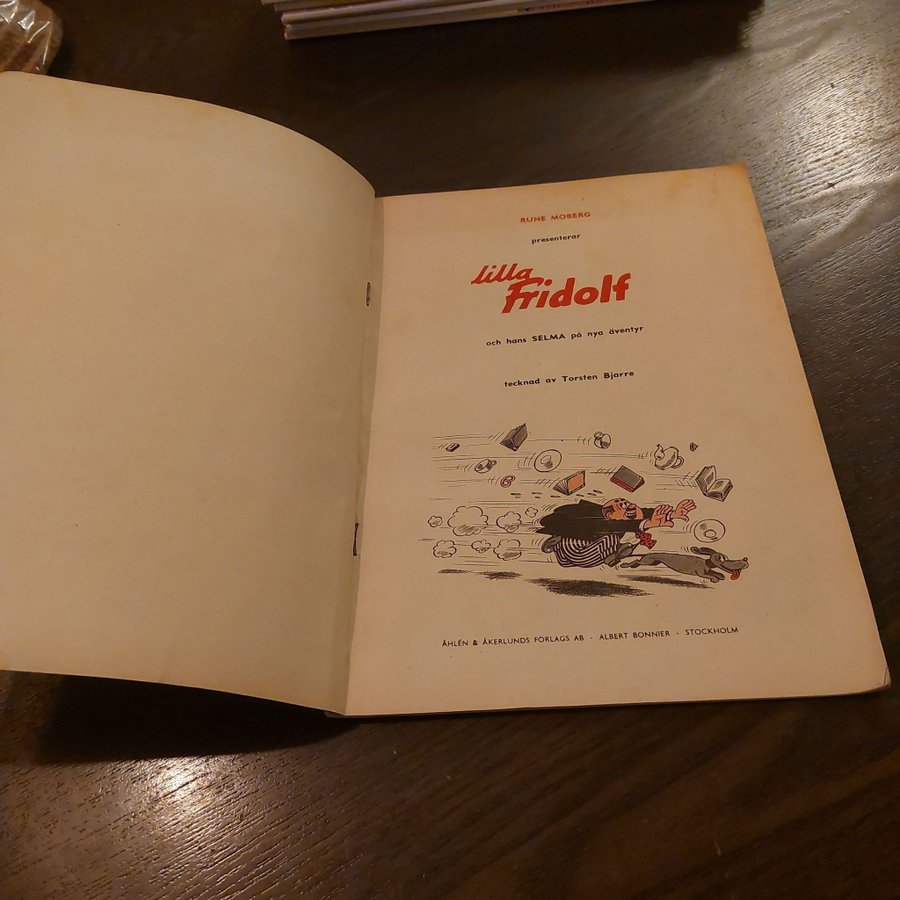 RUNE MOBERG
presenterar
lilla
Fridolf
och hans SELMA på nya äventyr
tecknad av Torsten Bjarre
ÅHLÉN & ÅKERLUNDS FÖRLAGS AB · ALBERT BONNIER · STOCKHOLM